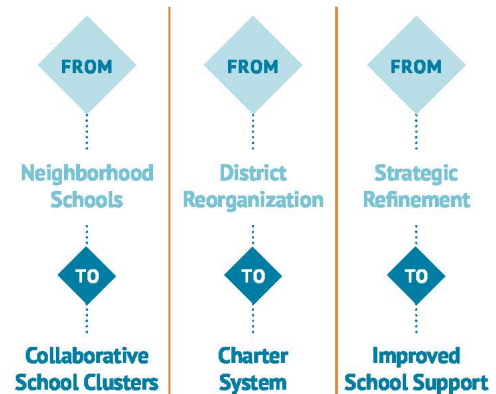 FROM
Neighborhood
Schools
TO
Collaborative
School Clusters
FROM
District
Reorganization
TO
Charter
System
FROM
Strategic
Refinement
TO
Improved
School Support